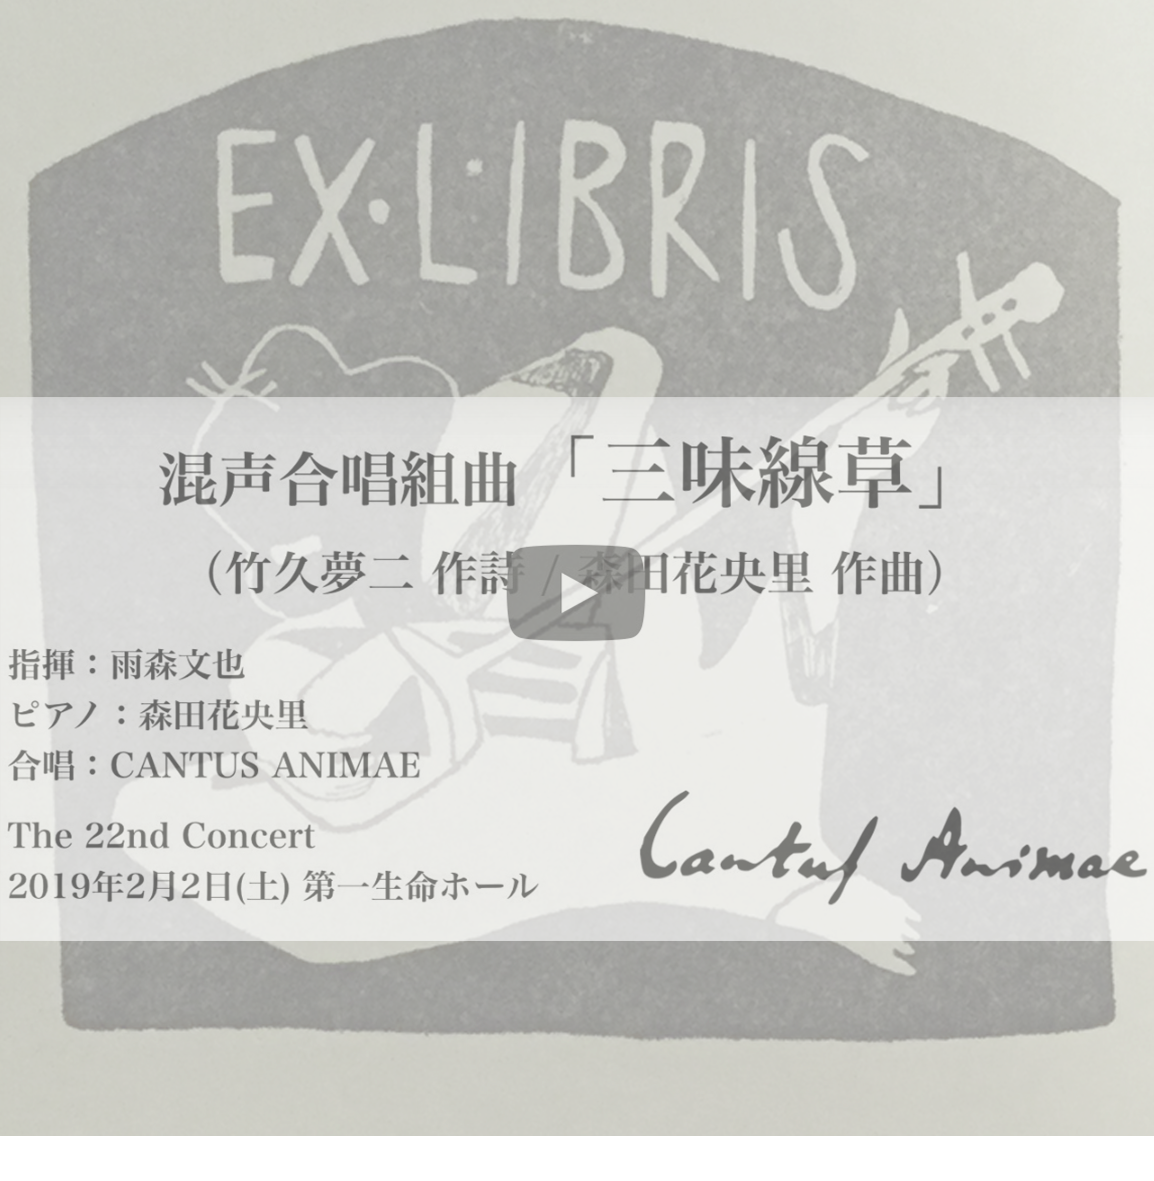 EX·L·IBRIS
混声合唱組曲「三味線草」
（竹久夢二 作詩 / 森田花央里 作曲）
指揮：雨森文也
ピアノ：森田花央里
合唱：CANTUS ANIMAE
The 22nd Concert
2019年2月2日(土) 第一生命ホール
Cantus Animae